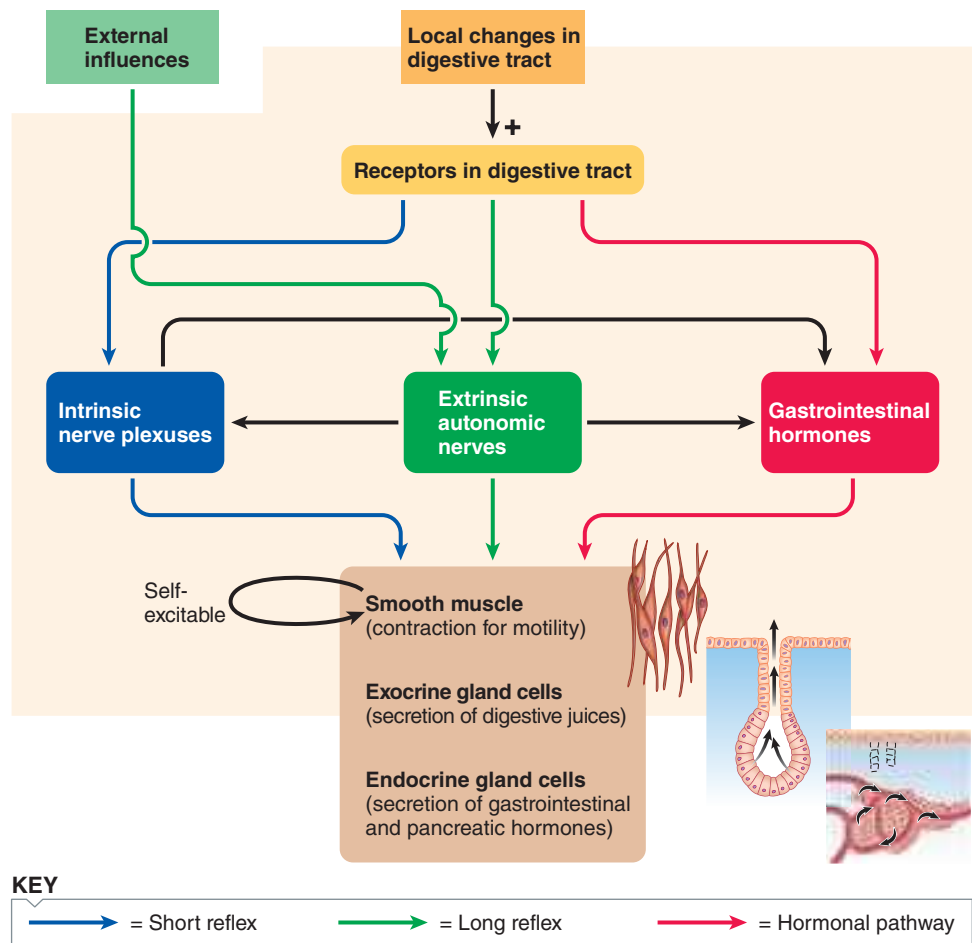 External
influences
Local changes in
digestive tract
+
Receptors in digestive tract
Intrinsic
nerve plexuses
Extrinsic
autonomic
nerves
Gastrointestinal
hormones
Self-
excitable
Smooth muscle
(contraction for motility)
Exocrine gland cells
(secretion of digestive juices)
Endocrine gland cells
(secretion of gastrointestinal
and pancreatic hormones)
KEY
= Short reflex
= Long reflex
= Hormonal pathway